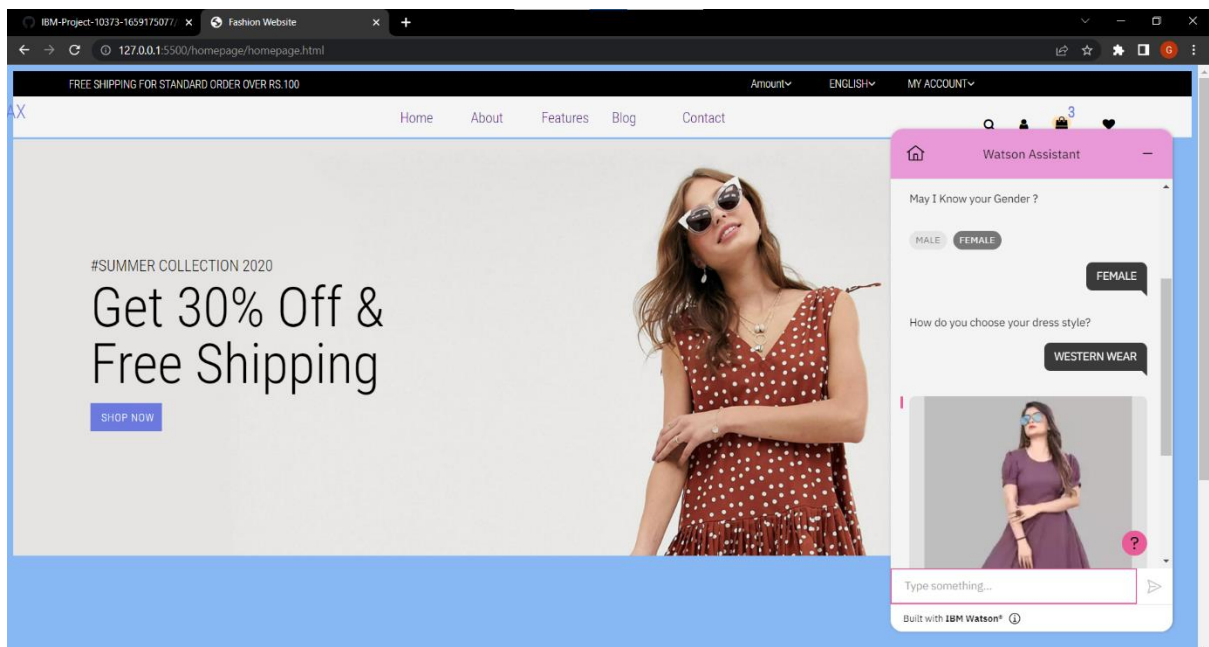 IBM-Project-10373-1659175077/
Fashion Website
127.0.0.1:5500/homepage/homepage.html
G
FREE SHIPPING FOR STANDARD ORDER OVER RS.100
Amount
ENGLISH
MY ACCOUNT
AX
Home About Features Blog Contact
3
#SUMMER COLLECTION 2020
Get 30% Off &
Free Shipping
SHOP NOW
Watson Assistant
May I Know your Gender ?
MALE FEMALE
FEMALE
How do you choose your dress style?
WESTERN WEAR
?
Type something...
Built with IBM Watson®